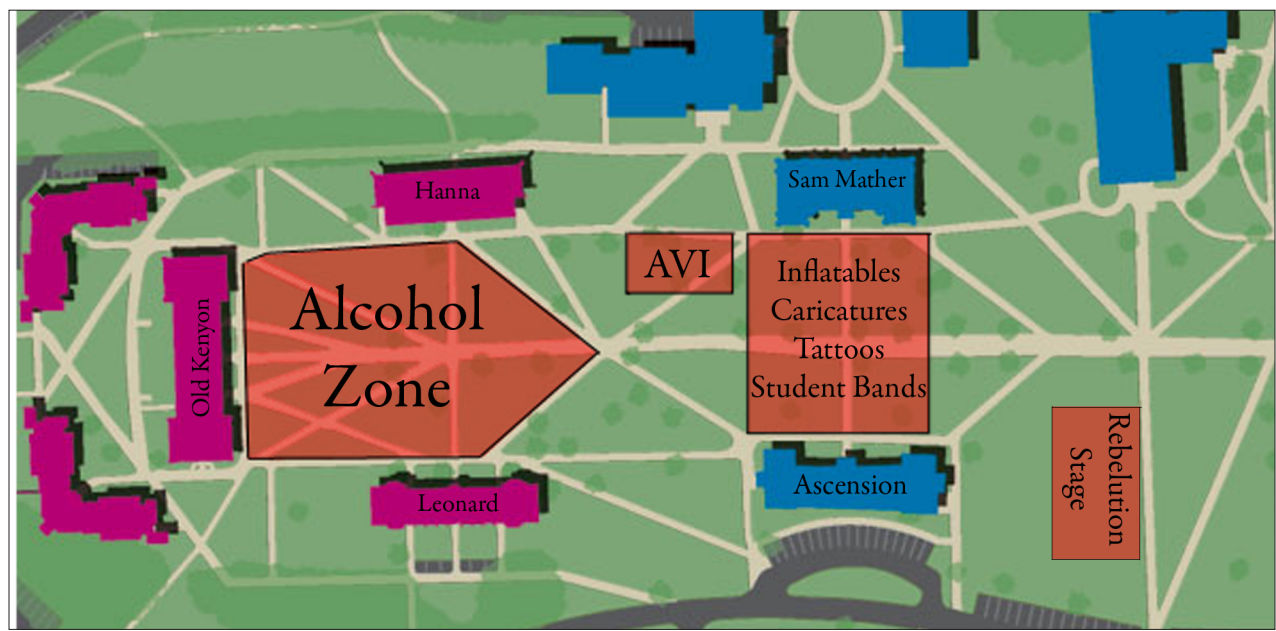 Hanna
Sam Mather
Old Kenyon
Alcohol
Zone
AVI
Inflatables
Caricatures
Tattoos
Student Bands
Rebelution
Stage
Leonard
Ascension